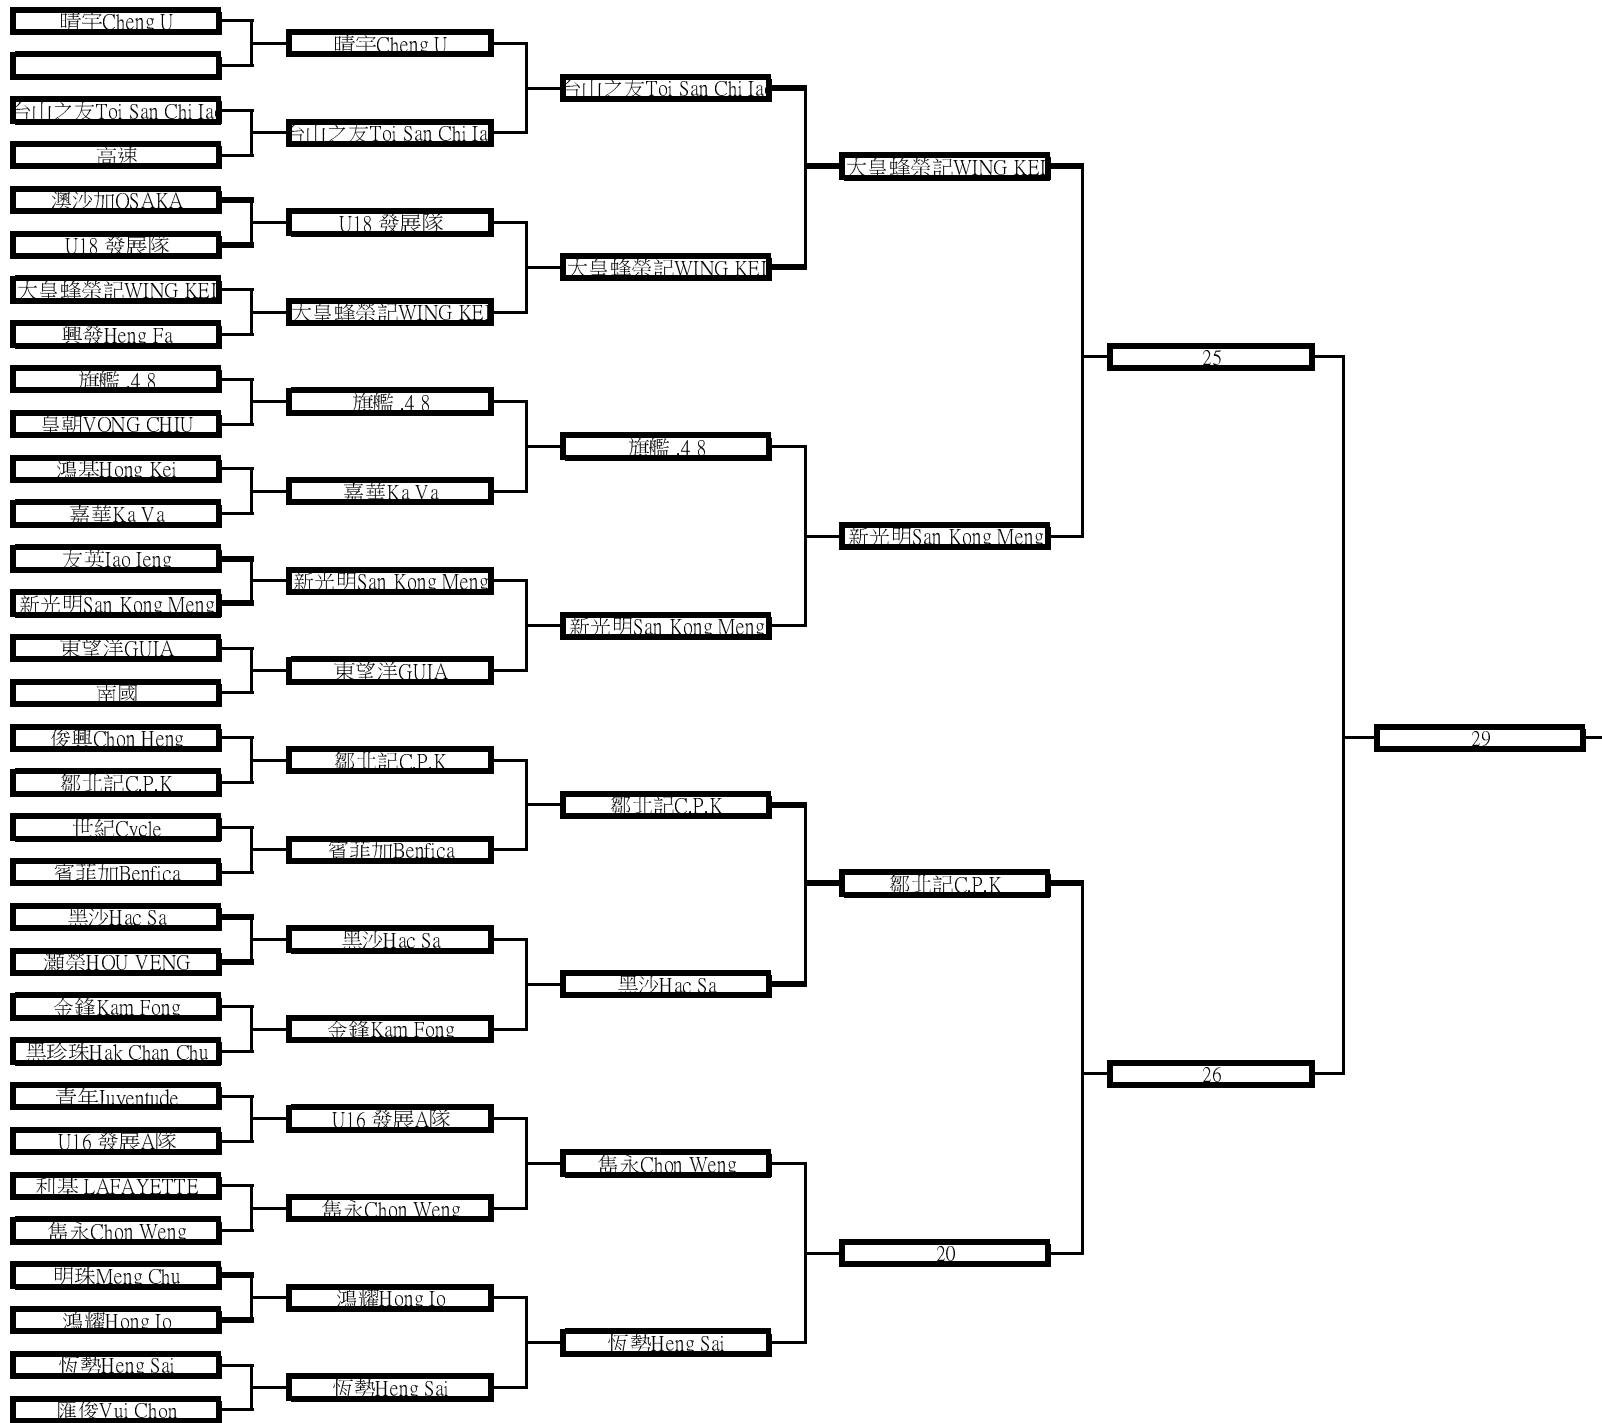 晴宇Cheng U
台山之友Toi San Chi Iao
高速
澳沙加OSAKA
U18 發展隊
大皇蜂榮記WING KEI
興發Heng Fa
旗艦 .4 8
皇朝VONG CHIU
鴻基Hong Kei
嘉華Ka Va
友英Iao Ieng
新光明San Kong Meng
東望洋GUIA
南國
俊興Chon Heng
鄒北記C.P.K
世紀Cycle
賓菲加Benfica
黑沙Hac Sa
灝榮HOU VENG
金鋒Kam Fong
黑珍珠Hak Chan Chu
青年Juventude
U16 發展A隊
利基 LAFAYETTE
雋永Chon Weng
明珠Meng Chu
鴻耀Hong Io
恆勢Heng Sai
匯俊Vui Chon
晴宇Cheng U
台山之友Toi San Chi Ia
U18 發展隊
大皇蜂榮記WING KEI
旗艦 .4 8
嘉華Ka Va
新光明San Kong Meng
東望洋GUIA
鄒北記C.P.K
賓菲加Benfica
黑沙Hac Sa
金鋒Kam Fong
U16 發展A隊
雋永Chon Weng
鴻耀Hong Io
恆勢Heng Sai
台山之友Toi San Chi Iao
大皇蜂榮記WING KEI
旗艦 .4 8
新光明San Kong Meng
鄒北記C.P.K
黑沙Hac Sa
雋永Chon Weng
恆勢Heng Sai
大皇蜂榮記WING KEI
新光明San Kong Meng
鄒北記C.P.K
20
25
26
29